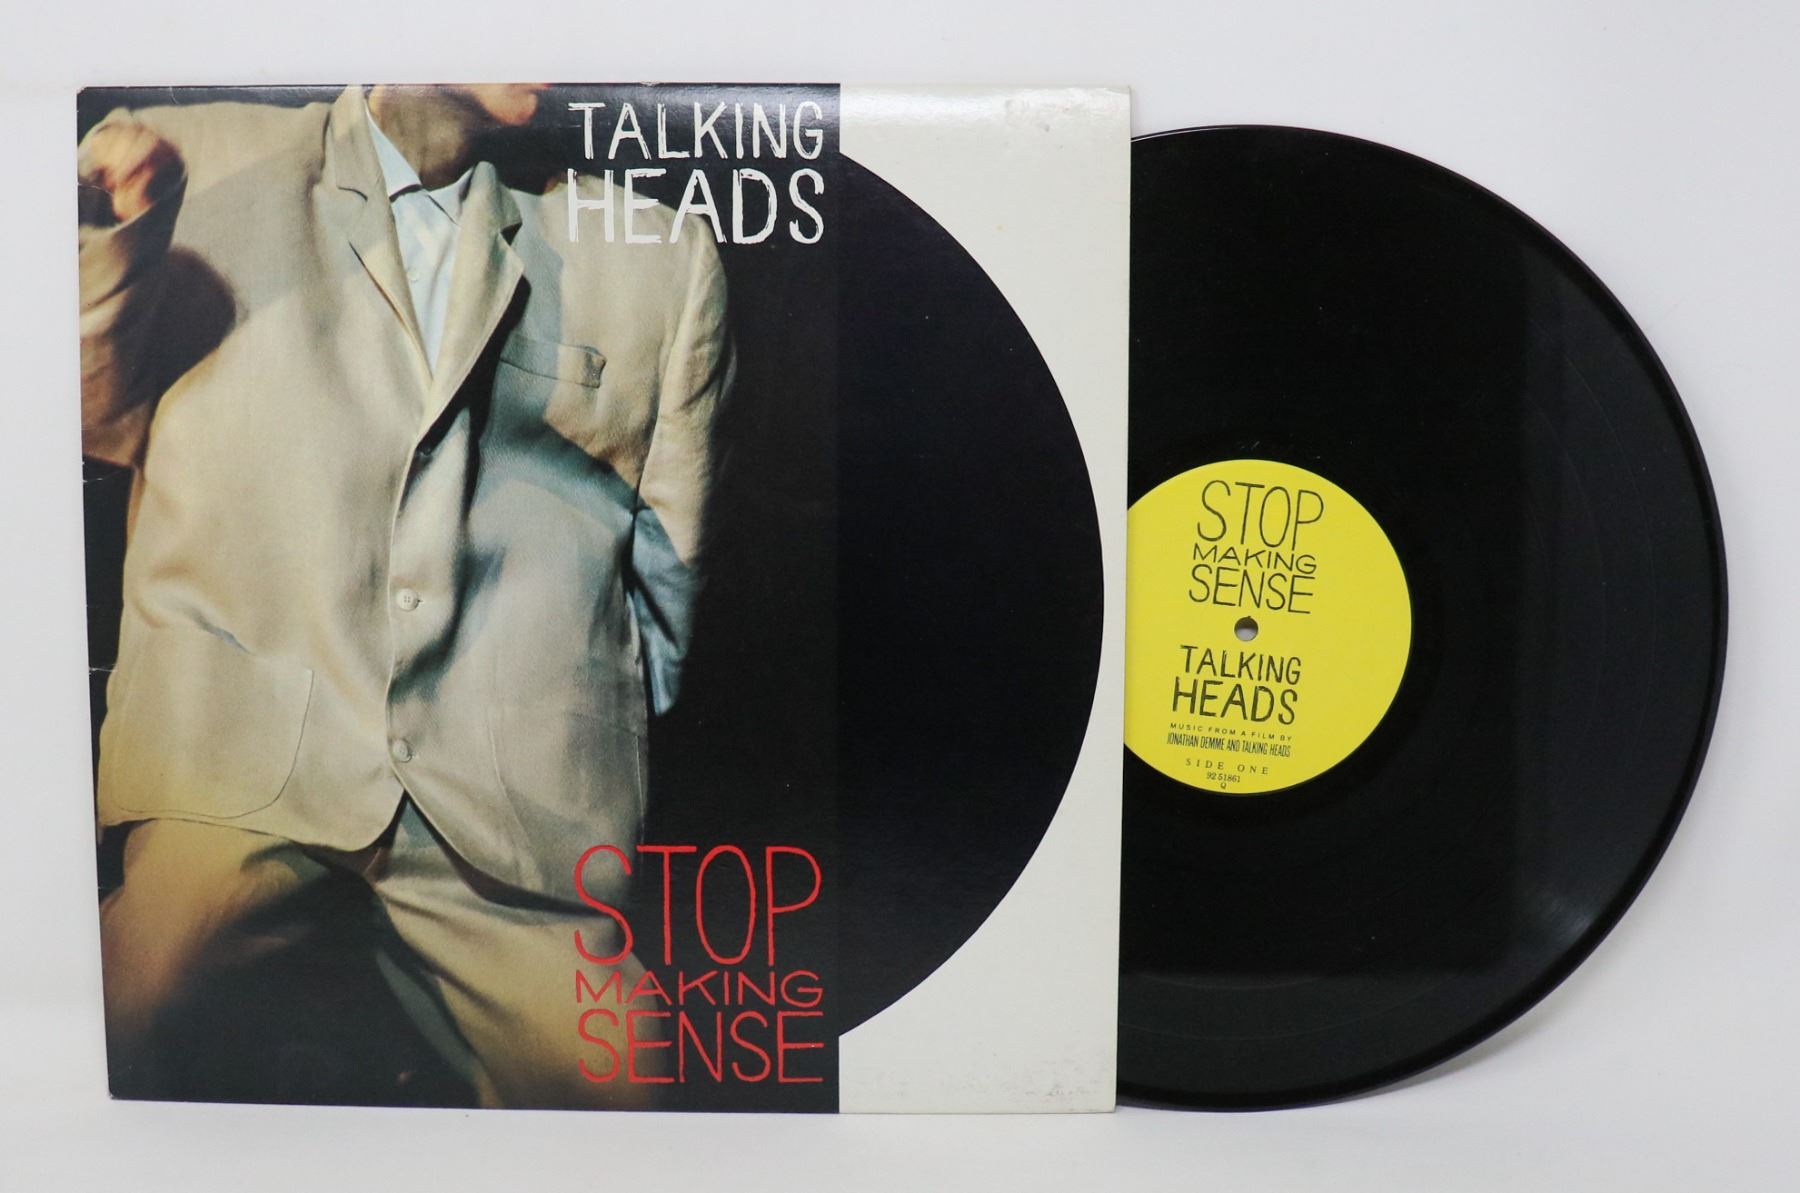 TALKING
HEADS
STOP
MAKING
SENSE
STOP
MAKING
SENSE
TALKING
HEADS
MUSIC FROM A FILM BY
JONATHAN DEMME AND TALKING HEADS
SIDE ONE
92 51861
Q